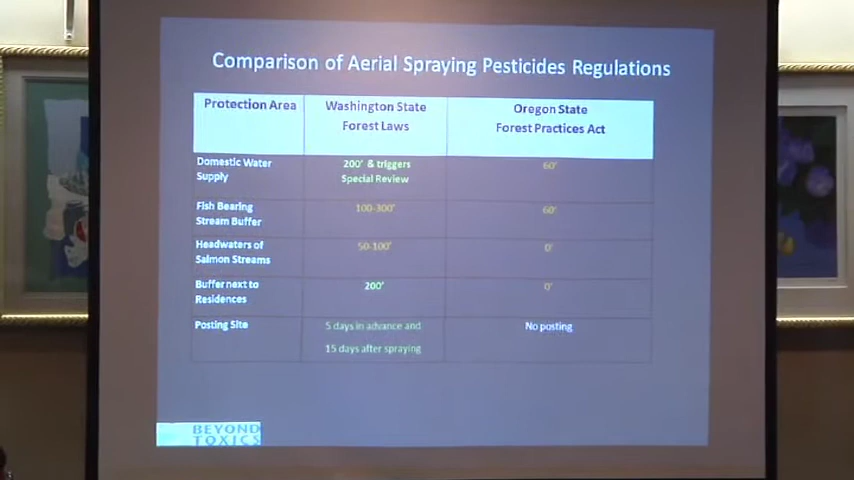 Comparison of Aerial Spraying Pesticides Regulations
Protection Area
Washington State
Forest Laws
Oregon State
Forest Practices Act
Domestic Water
Supply
200' & triggers
Special Review
60'
Fish Bearing
Stream Buffer
100-300'
60'
Headwaters of
Salmon Streams
50-100'
0'
Buffer next to
Residences
200'
0'
Posting Site
5 days in advance and
15 days after spraying
No posting
BEYOND
TOXICS